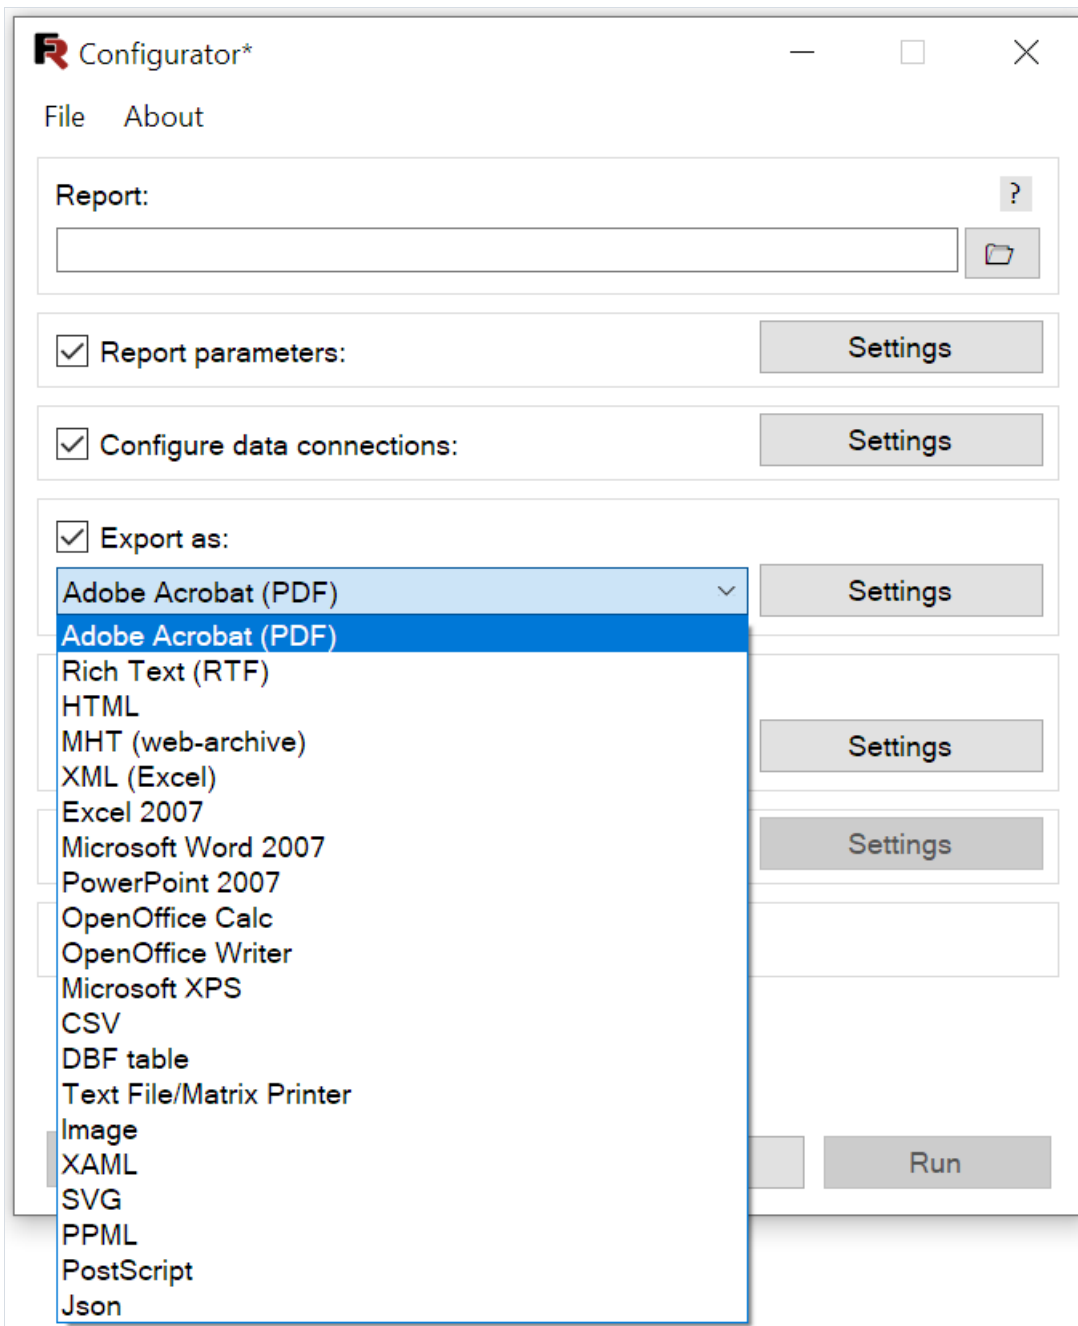 FR Configurator*
File About
Report:
?
Report parameters:
Settings
Configure data connections:
Settings
Export as:
Adobe Acrobat (PDF)
Settings
Adobe Acrobat (PDF)
Rich Text (RTF)
HTML
MHT (web-archive)
Settings
XML (Excel)
Excel 2007
Microsoft Word 2007
Settings
PowerPoint 2007
OpenOffice Calc
OpenOffice Writer
Microsoft XPS
CSV
DBF table
Text File/Matrix Printer
Image
XAML
Run
SVG
PPML
PostScript
Json